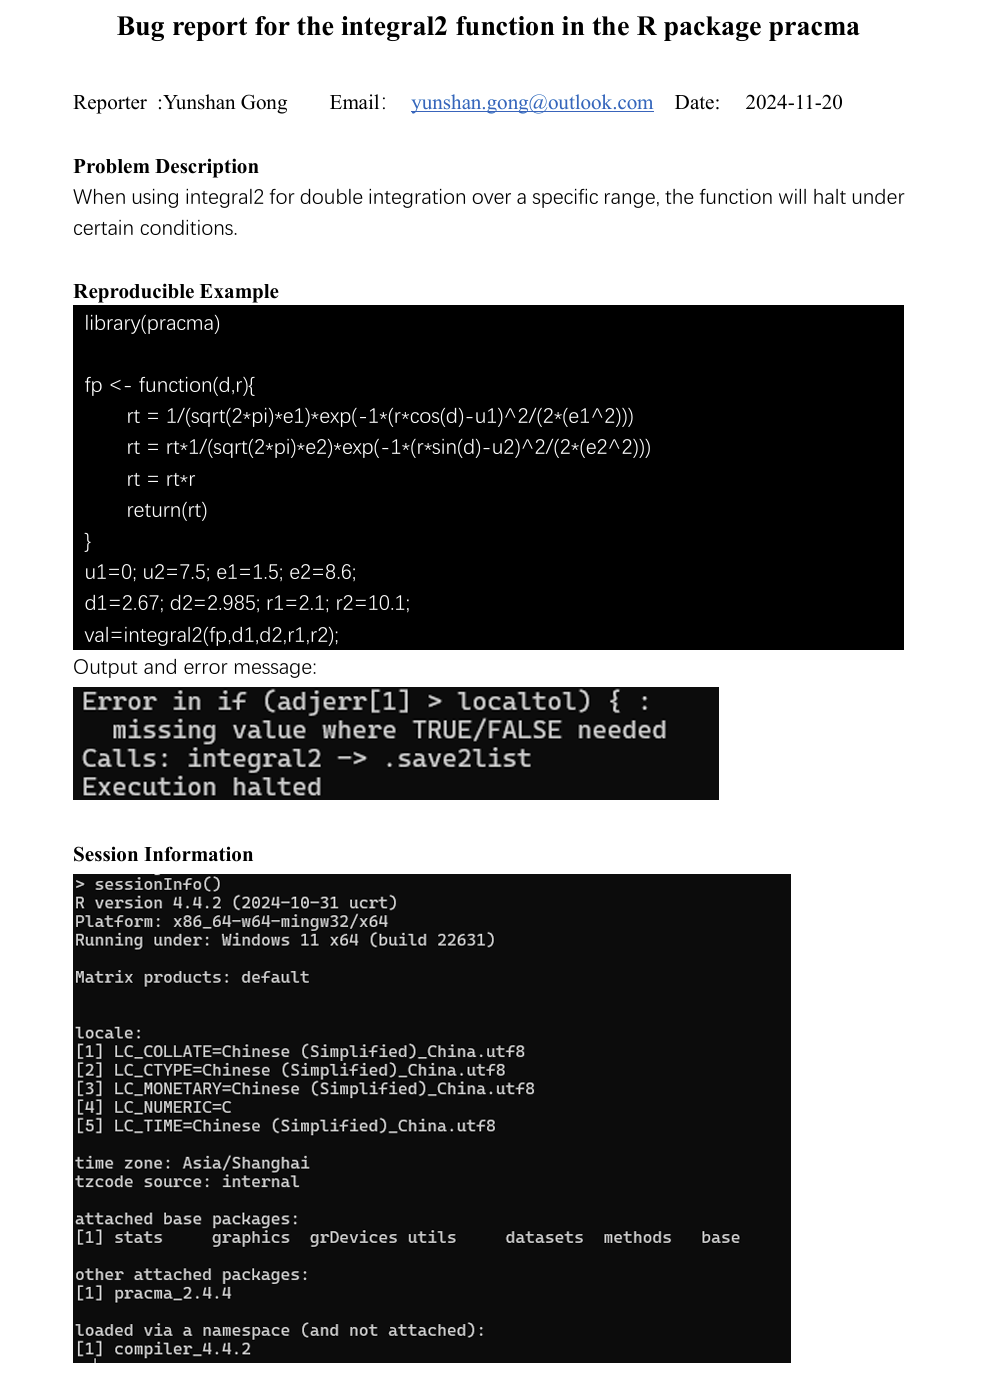 Bug report for the integral2 function in the R package pracma
Reporter :Yunshan Gong Email： yunshan.gong@outlook.com Date: 2024-11-20
Problem Description
When using integral2 for double integration over a specific range, the function will halt under
certain conditions.
Reproducible Example
library(pracma)
fp <- function(d,r){
rt = 1/(sqrt(2*pi)*e1)*exp(-1*(r*cos(d)-u1)^2/(2*(e1^2)))
rt = rt*1/(sqrt(2*pi)*e2)*exp(-1*(r*sin(d)-u2)^2/(2*(e2^2)))
rt = rt*r
return(rt)
}
u1=0; u2=7.5; e1=1.5; e2=8.6;
d1=2.67; d2=2.985; r1=2.1; r2=10.1;
val=integral2(fp,d1,d2,r1,r2);
Output and error message:
Error in if (adjerr[1] > localtol) { :
missing value where TRUE/FALSE needed
Calls: integral2 -> .save2list
Execution halted
Session Information
> sessionInfo()
R version 4.4.2 (2024-10-31 ucrt)
Platform: x86_64-w64-mingw32/x64
Running under: Windows 11 x64 (build 22631)
Matrix products: default
locale:
[1] LC_COLLATE=Chinese (Simplified)_China.utf8
[2] LC_CTYPE=Chinese (Simplified)_China.utf8
[3] LC_MONETARY=Chinese (Simplified)_China.utf8
[4] LC_NUMERIC=C
[5] LC_TIME=Chinese (Simplified)_China.utf8
time zone: Asia/Shanghai
tzcode source: internal
attached base packages:
[1] stats graphics grDevices utils datasets methods base
other attached packages:
[1] pracma_2.4.4
loaded via a namespace (and not attached):
[1] compiler_4.4.2